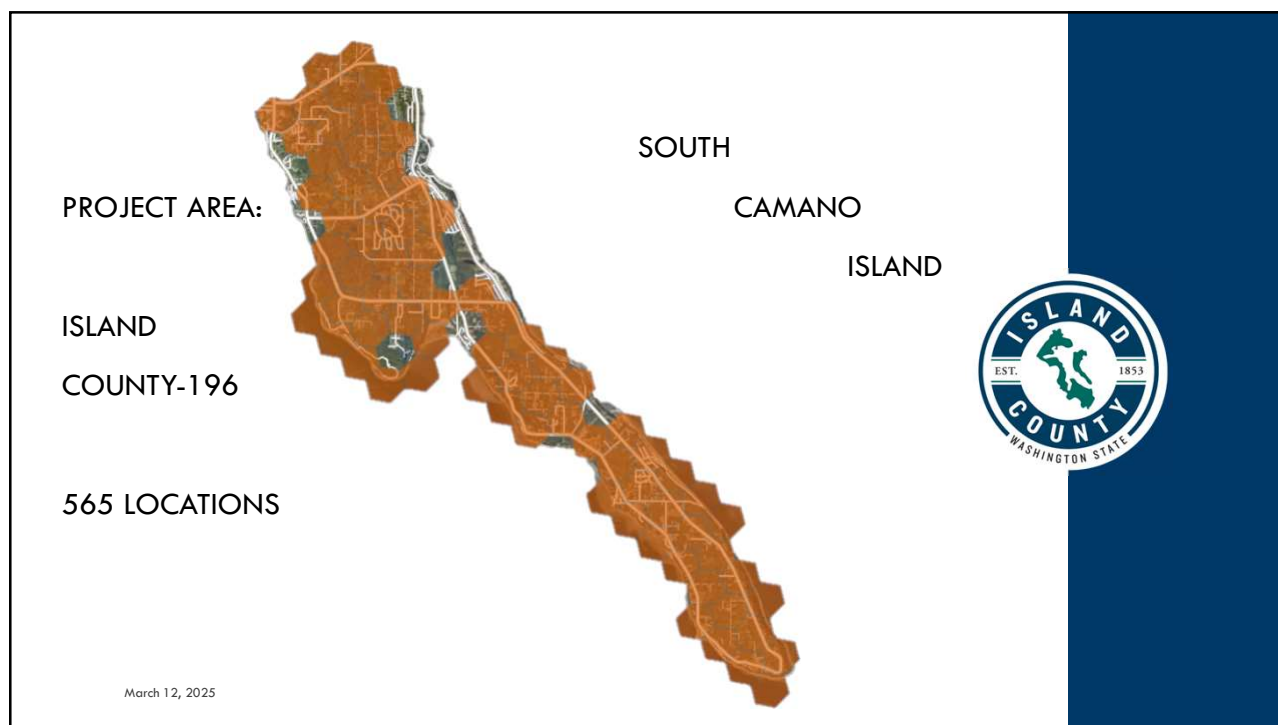 SOUTH
PROJECT AREA:
CAMANO
ISLAND
ISLAND
COUNTY-196
565 LOCATIONS
ISLAND
EST. 1853
COUNTY
WASHINGTON STATE
March 12, 2025